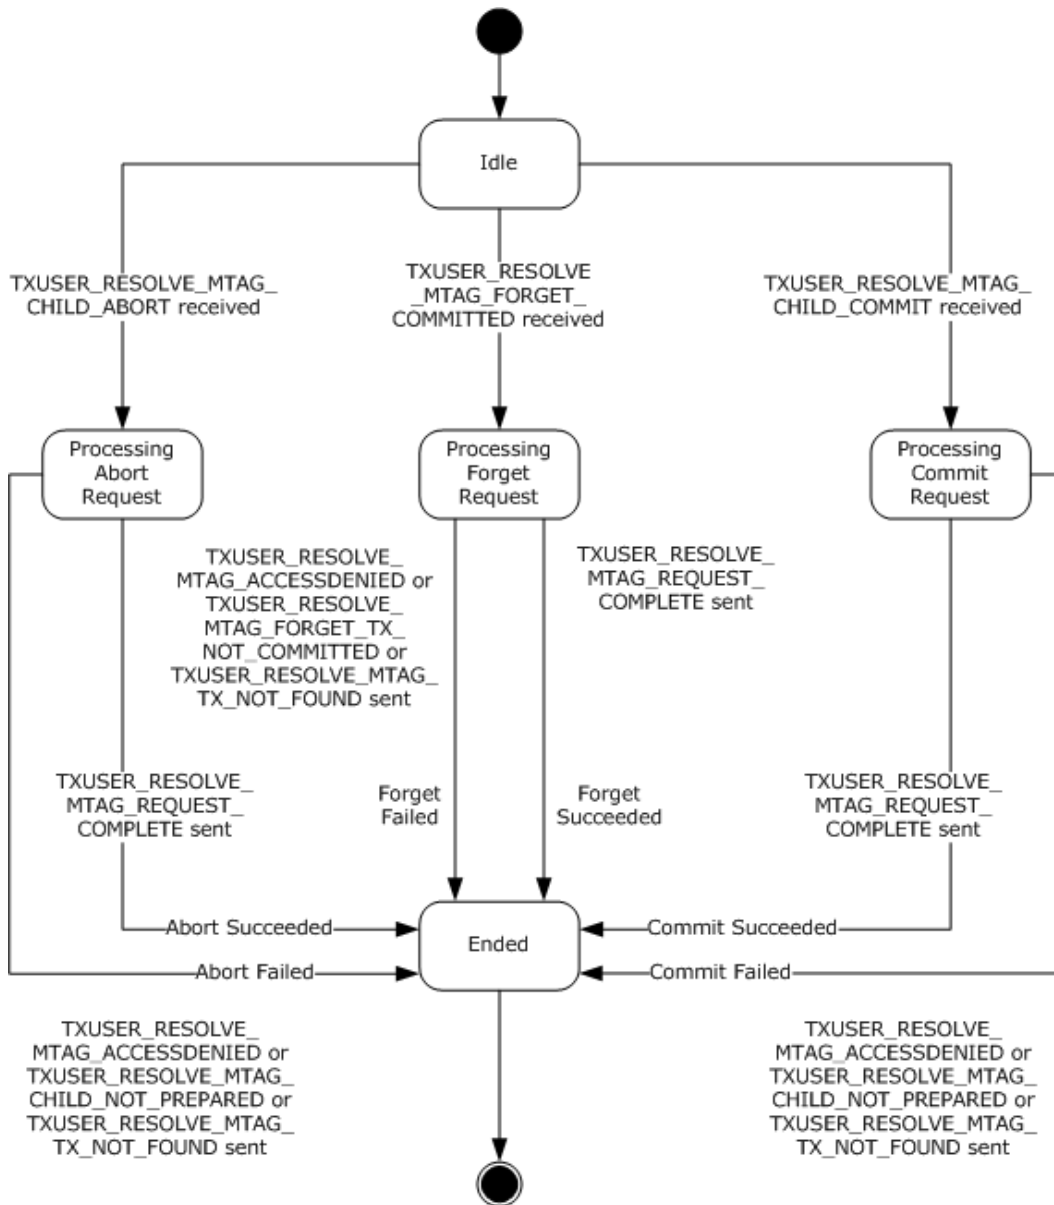 Idle
TXUSER_RESOLVE_MTAG_
CHILD_ABORT received
TXUSER_RESOLVE
_MTAG_FORGET_
COMMITTED received
TXUSER_RESOLVE_MTAG_
CHILD_COMMIT received
Processing
Abort
Request
Processing
Forget
Request
Processing
Commit
Request
TXUSER_RESOLVE_
MTAG_ACCESSDENIED or
TXUSER_RESOLVE_
MTAG_FORGET_TX_
NOT_COMMITTED or
TXUSER_RESOLVE_MTAG_
TX_NOT_FOUND sent
TXUSER_RESOLVE_
MTAG_REQUEST_
COMPLETE sent
TXUSER_RESOLVE_
MTAG_REQUEST_
COMPLETE sent
Forget
Failed
Forget
Succeeded
TXUSER_RESOLVE_
MTAG_REQUEST_
COMPLETE sent
Abort Succeeded
Ended
Commit Succeeded
Abort Failed
Commit Failed
TXUSER_RESOLVE_
MTAG_ACCESSDENIED or
TXUSER_RESOLVE_MTAG_
CHILD_NOT_PREPARED or
TXUSER_RESOLVE_MTAG_
TX_NOT_FOUND sent
TXUSER_RESOLVE_
MTAG_ACCESSDENIED or
TXUSER_RESOLVE_MTAG_
CHILD_NOT_PREPARED or
TXUSER_RESOLVE_MTAG_
TX_NOT_FOUND sent